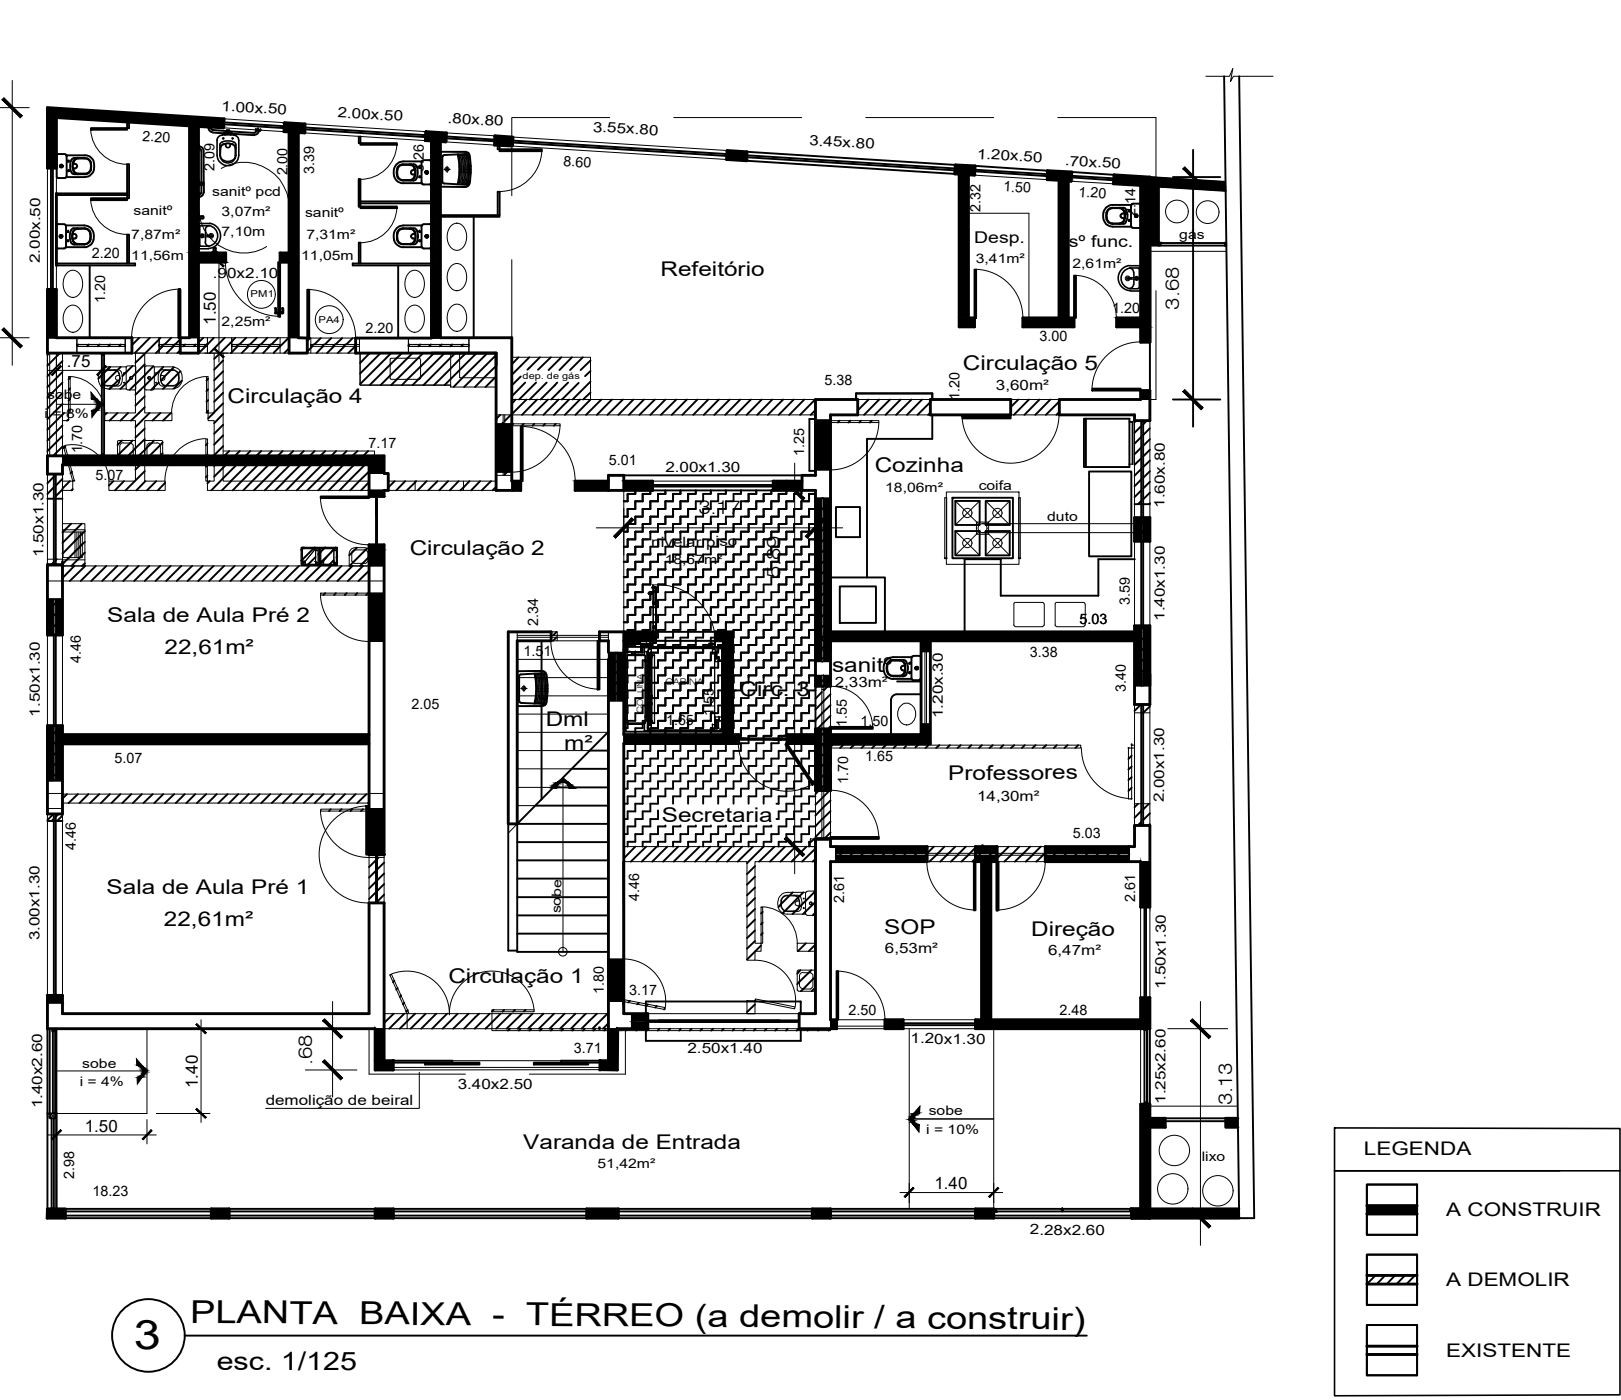 1.00x.50
2.00x.50
.80x.80
3.55x.80
3.45x.80
1.20x.50
.70x.50
8.60
1.50
1.20
2.20
2.09
2.00
3.39
2.32
sanitº pcd
3,07m²
7,10m
sanitº
7,87m²
11,56m
sanitº
7,31m²
11,05m
2.00x.50
2.20
1.20
.90x2.10
PM1
1.50
2,25m²
PA4
2.20
Refeitório
Desp.
3,41m²
sº func.
2,61m²
1.20
gás
3.68
3.00
.75
sobe
i = 8%
1.70
Circulação 4
7.17
dep. de gás
5.38
1.20
Circulação 5
3,60m²
5.07
5.01
2.00x1.30
1.25
Cozinha
18,06m²
coifa
duto
1.60x.80
1.40x1.30
3.59
5.03
1.50x1.30
Circulação 2
3.17
nivelar piso
2.34
Sala de Aula Pré 2
22,61m²
4.46
1.50x1.30
1.51
Dml
m²
2.05
1.65
Circ. 3
sanitº
2,33m²
1.55
1.50
1.20x.30
3.38
3.40
5.07
1.70
1.65
Professores
14,30m²
2.00x1.30
5.03
Secretaria
4.46
Sala de Aula Pré 1
22,61m²
3.00x1.30
sobe
4.46
2.61
SOP
6,53m²
2.61
Direção
6,47m²
1.50x1.30
Circulação 1
1.80
3.17
2.50
2.48
1.40x2.60
sobe
i = 4%
1.40
.68
3.71
3.40x2.50
2.50x1.40
1.20x1.30
1.25x2.60
3.13
demolição de beiral
1.50
2.98
18.23
Varanda de Entrada
51,42m²
sobe
i = 10%
1.40
lixo
2.28x2.60
LEGENDA
A CONSTRUIR
A DEMOLIR
EXISTENTE
3
PLANTA BAIXA - TÉRREO (a demolir / a construir)
esc. 1/125